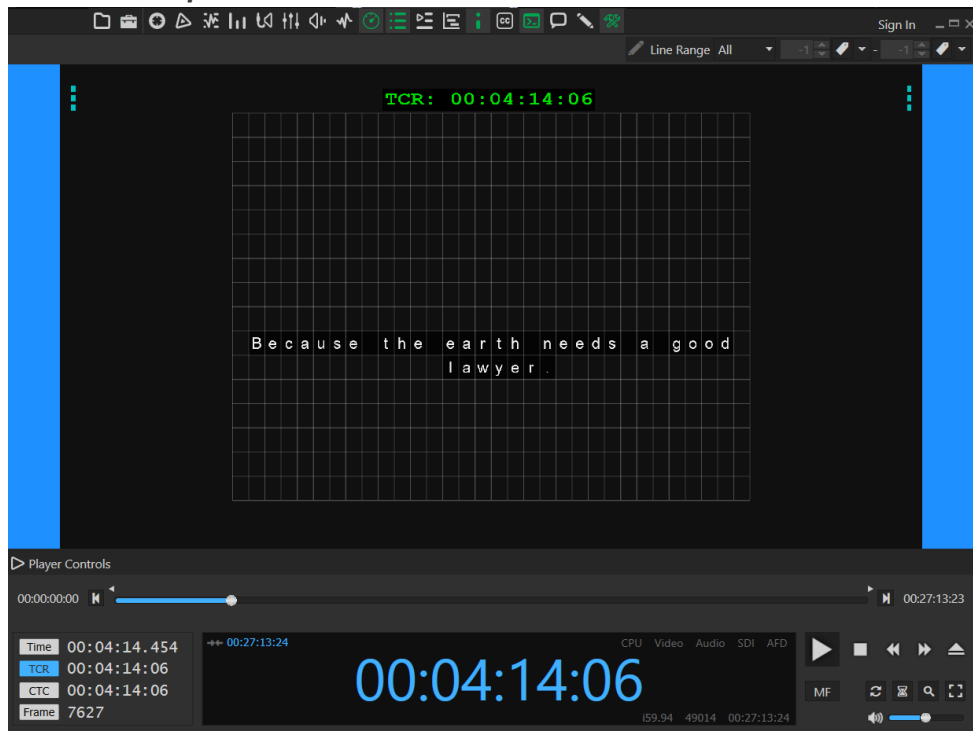 Sign In
Line Range All -1 - -1
TCR: 00:04:14:06
Because the earth needs a good
lawyer.
Player Controls
00:00:00:00 00:27:13:23
Time 00:04:14.454
TCR 00:04:14:06
CTC 00:04:14:06
Frame 7627
00:27:13:24
CPU Video Audio SDI AFD
00:04:14:06
i59.94 49014 00:27:13:24
MF